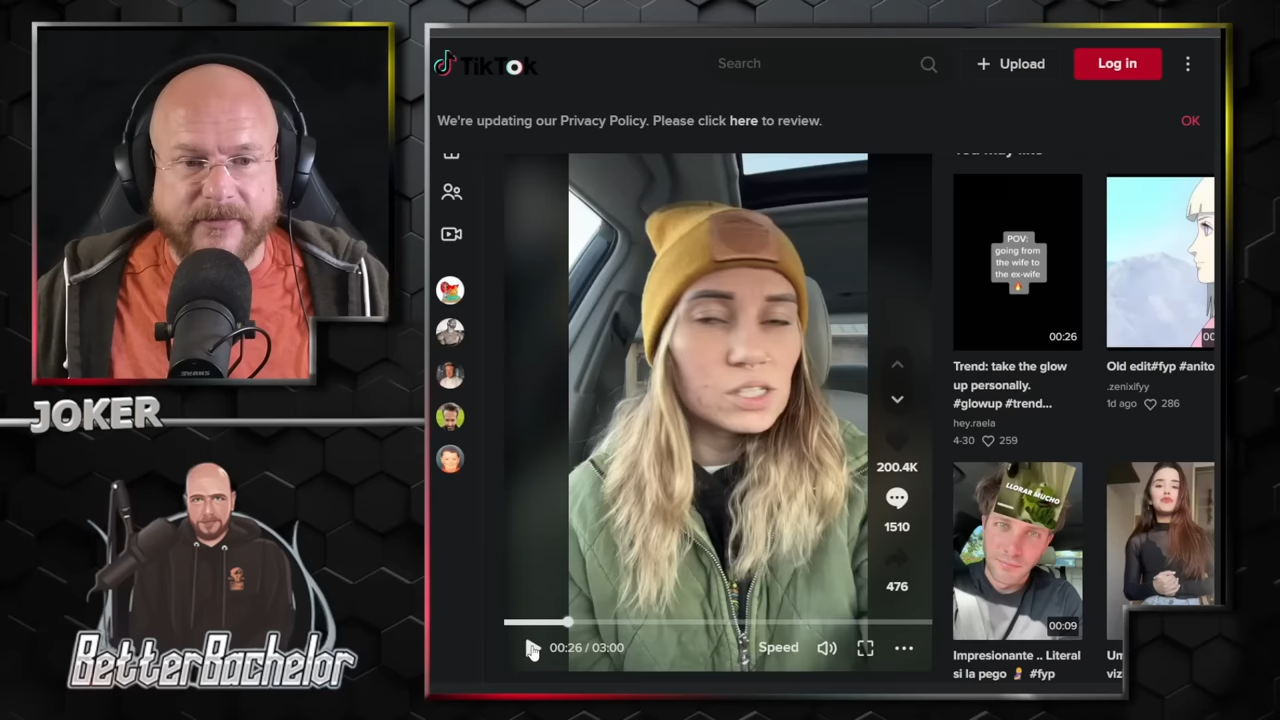 TikTok
Search
Upload
Log in
We're updating our Privacy Policy. Please click here to review.
OK
POV:
going from
the wife to
the ex-wife
00:26
Trend: take the glow
up personally.
#glowup #trend...
hey.raela
4-30
259
Old edit#fyp #anito
.zenixifyy
1d ago
286
200.4K
1510
476
LLORAR MUCHO
00:09
Impresionante .. Literal
si la pego
#fyp
Um
viz
00:26 / 03:00
Speed
JOKER
BetterBachelor